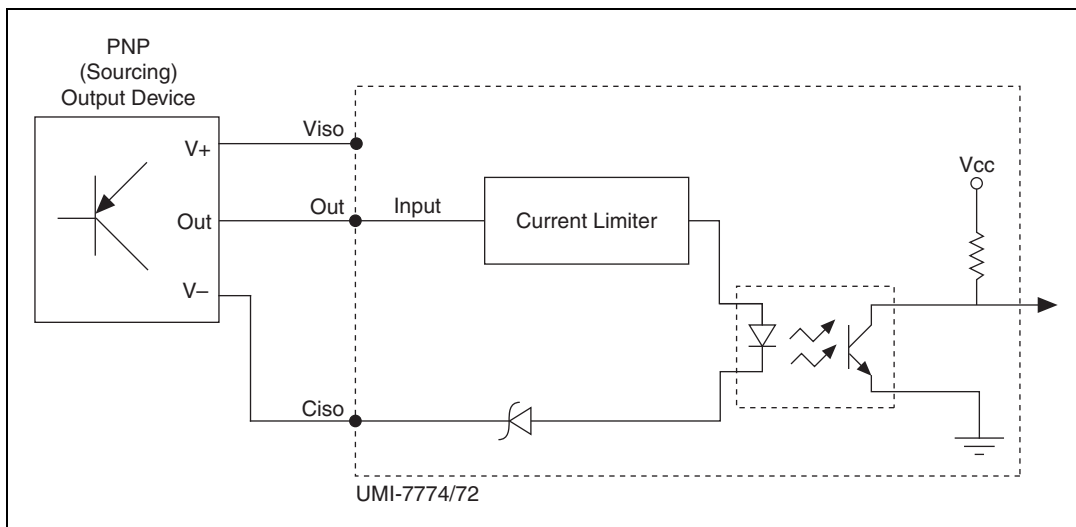 PNP
(Sourcing)
Output Device
V+
Viso
Out
Out
Input
Current Limiter
Vcc
V–
Ciso
UMI-7774/72